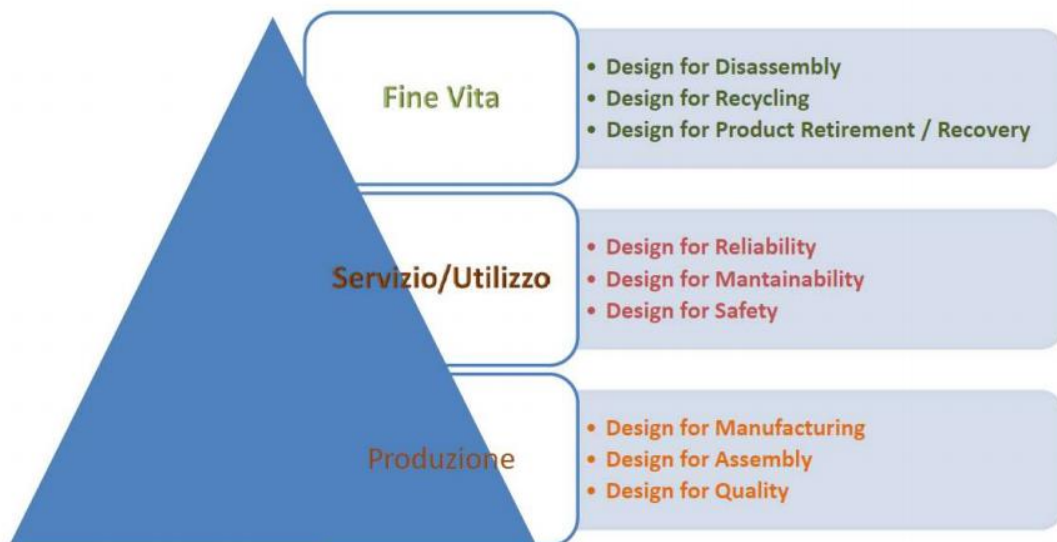 Fine Vita
• Design for Disassembly
• Design for Recycling
• Design for Product Retirement / Recovery
Servizio/Utilizzo
• Design for Reliability
• Design for Mantainability
• Design for Safety
Produzione
• Design for Manufacturing
• Design for Assembly
• Design for Quality